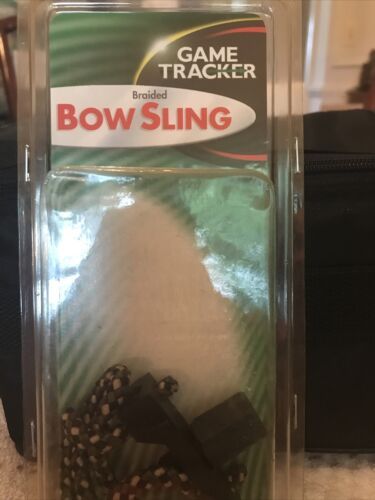 GAME
TRACKER
Braided
BOW SLING